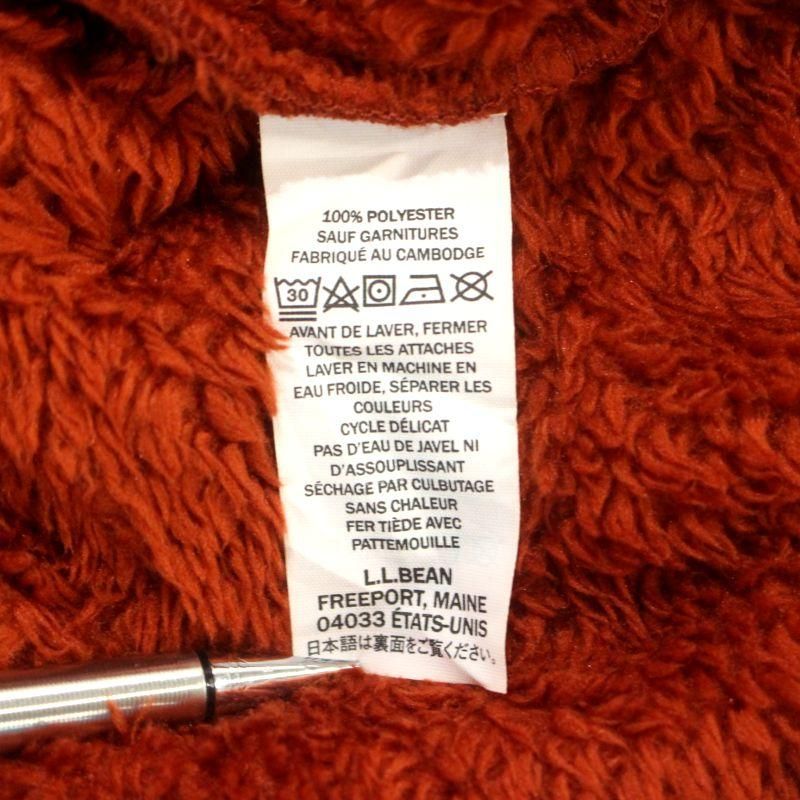 100% POLYESTER
SAUF GARNITURES
FABRIQUÉ AU CAMBODGE
30
AVANT DE LAVER, FERMER
TOUTES LES ATTACHES
LAVER EN MACHINE EN
EAU FROIDE, SÉPARER LES
COULEURS
CYCLE DÉLICAT
PAS D'EAU DE JAVEL NI
D'ASSOUPLISSANT
SÉCHAGE PAR CULBUTAGE
SANS CHALEUR
FER TIÈDE AVEC
PATTEMOUILLE
L.L.BEAN
FREEPORT, MAINE
04033 ÉTATS-UNIS
日本語は裏面をご覧ください。